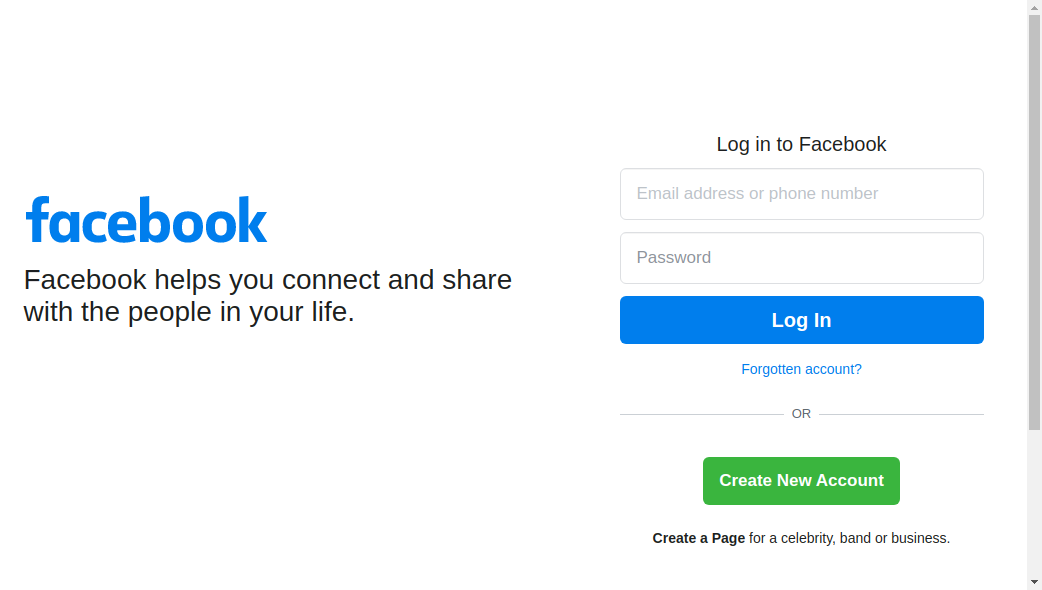 facebook
Facebook helps you connect and share
with the people in your life.
Log in to Facebook
Email address or phone number
Password
Log In
Forgotten account?
OR
Create New Account
Create a Page for a celebrity, band or business.